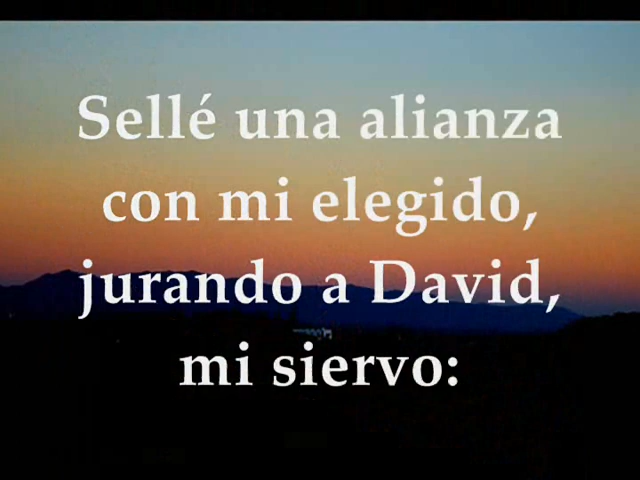 Sellé una alianza
con mi elegido,
jurando a David,
mi siervo: